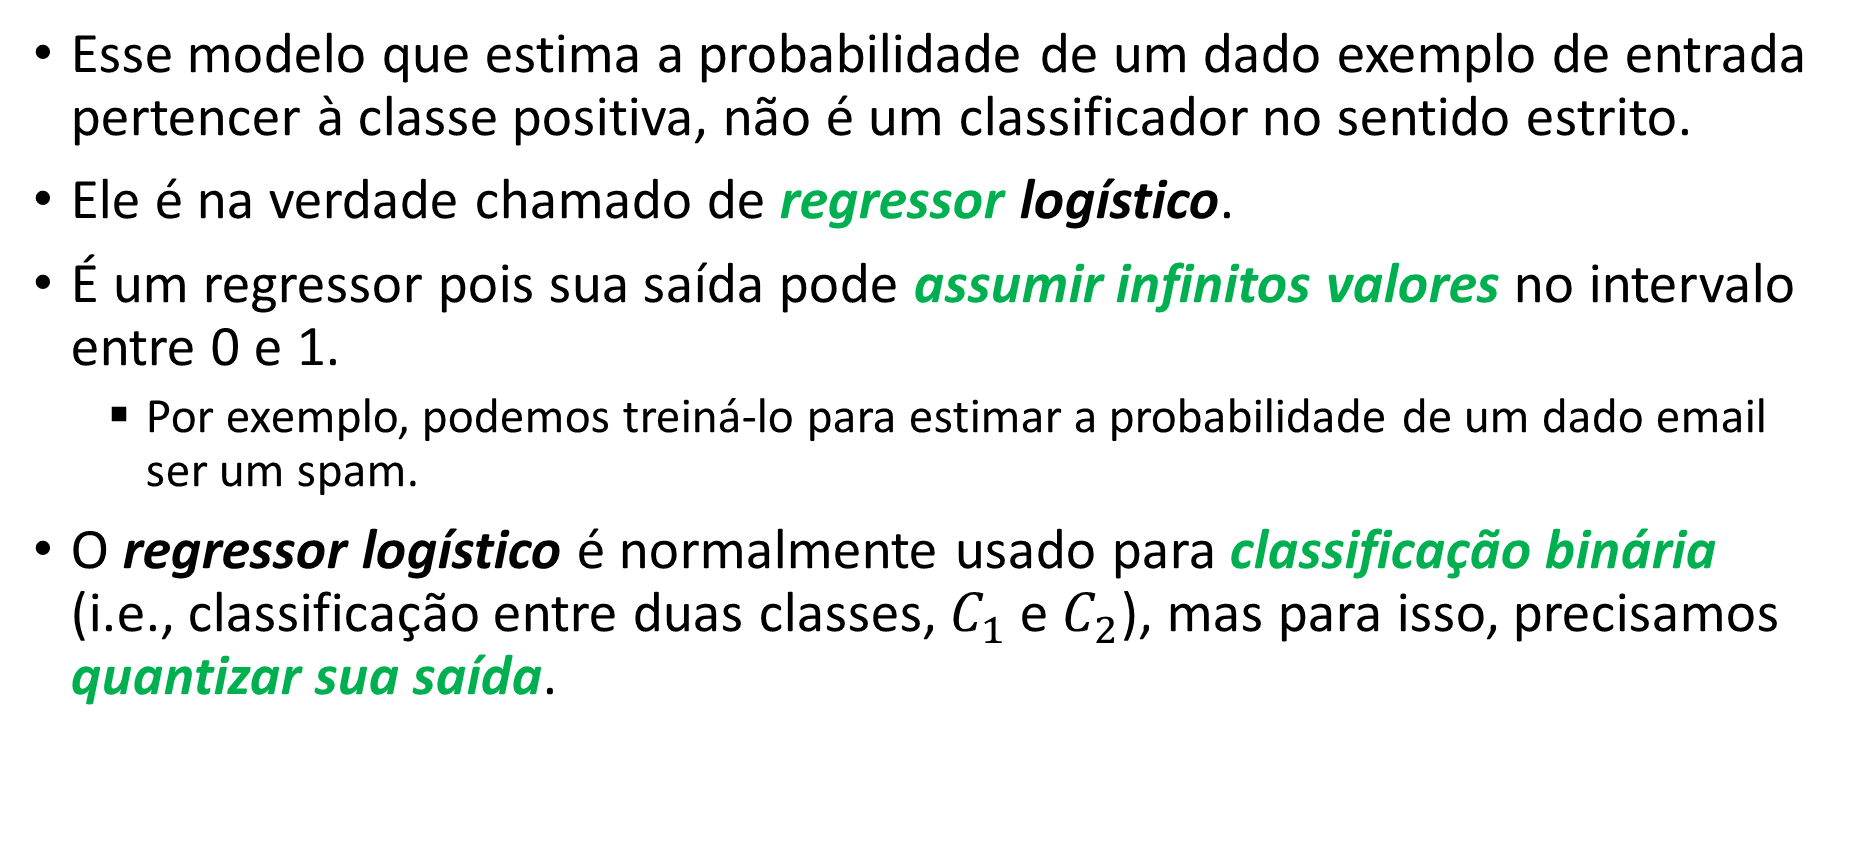 • Esse modelo que estima a probabilidade de um dado exemplo de entrada
pertencer à classe positiva, não é um classificador no sentido estrito.
• Ele é na verdade chamado de regressor logístico.
• É um regressor pois sua saída pode assumir infinitos valores no intervalo
entre 0 e 1.
▪ Por exemplo, podemos treiná-lo para estimar a probabilidade de um dado email
ser um spam.
• O regressor logístico é normalmente usado para classificação binária
(i.e., classificação entre duas classes, C₁ e C₂), mas para isso, precisamos
quantizar sua saída.